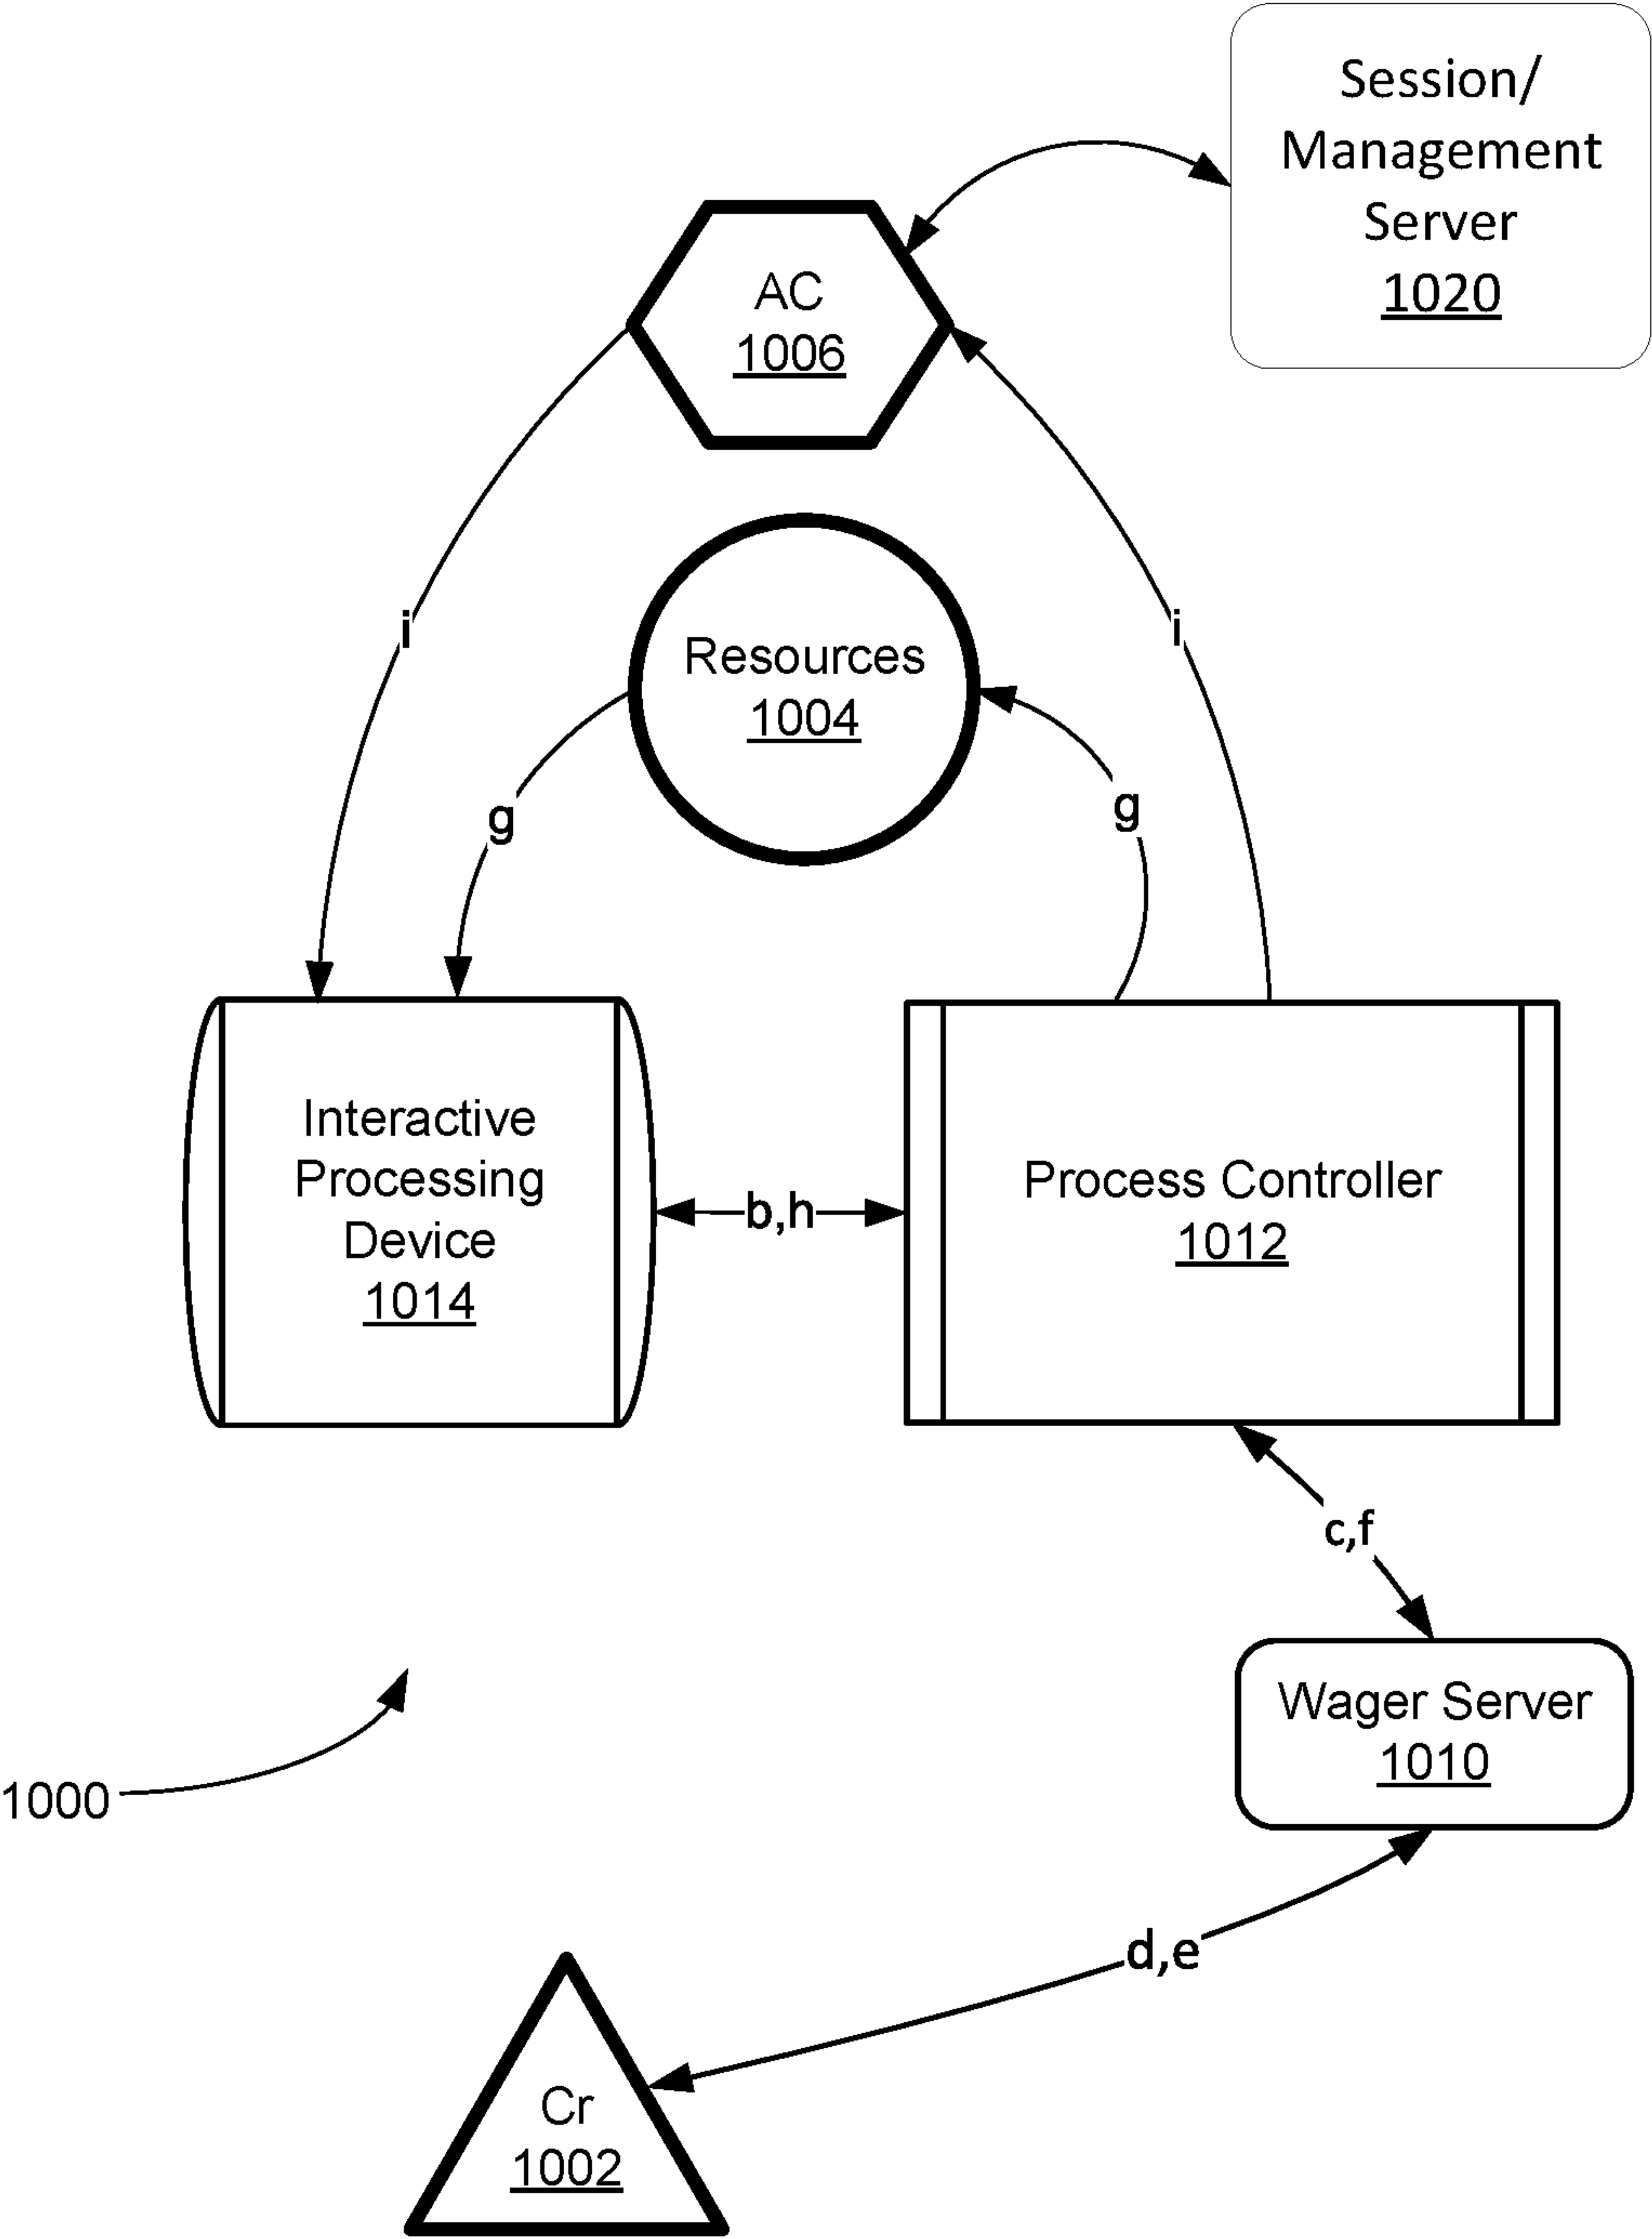 Session/
Management
Server
1020
AC
1006
i
i
Resources
1004
g
g
Interactive
Processing
Device
1014
b,h
Process Controller
1012
c,f
Wager Server
1010
1000
d,e
Cr
1002